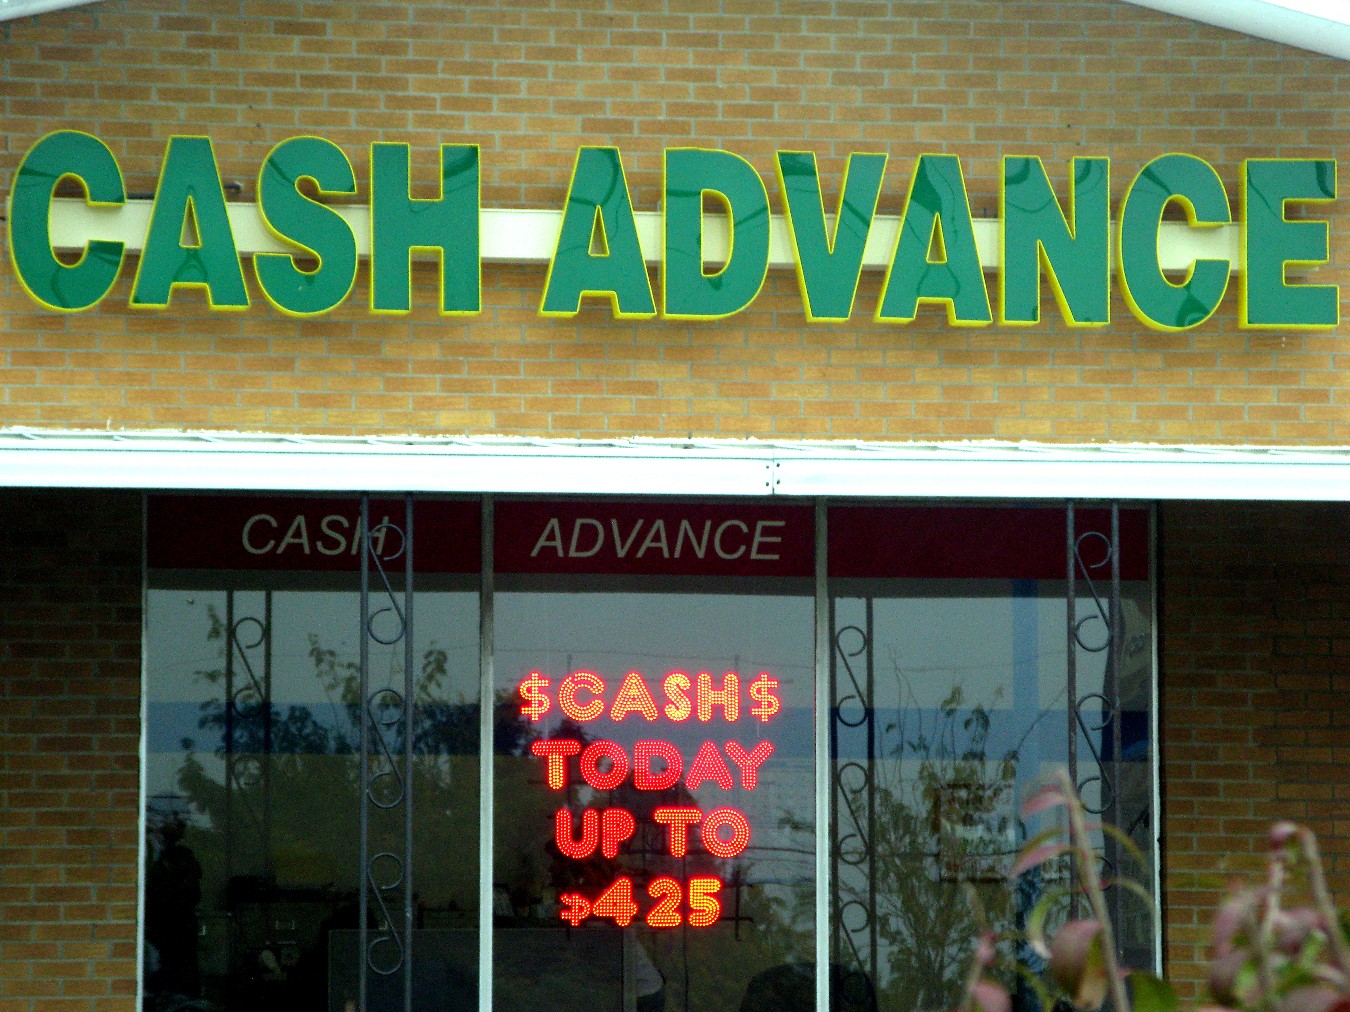 CASH ADVANCE
CASH ADVANCE
$CASH$
TODAY
UP TO
$425